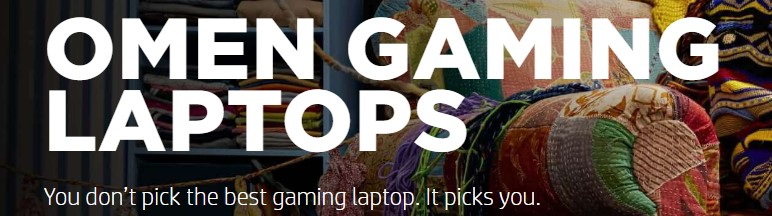 OMEN GAMING
LAPTOPS
You don’t pick the best gaming laptop. It picks you.